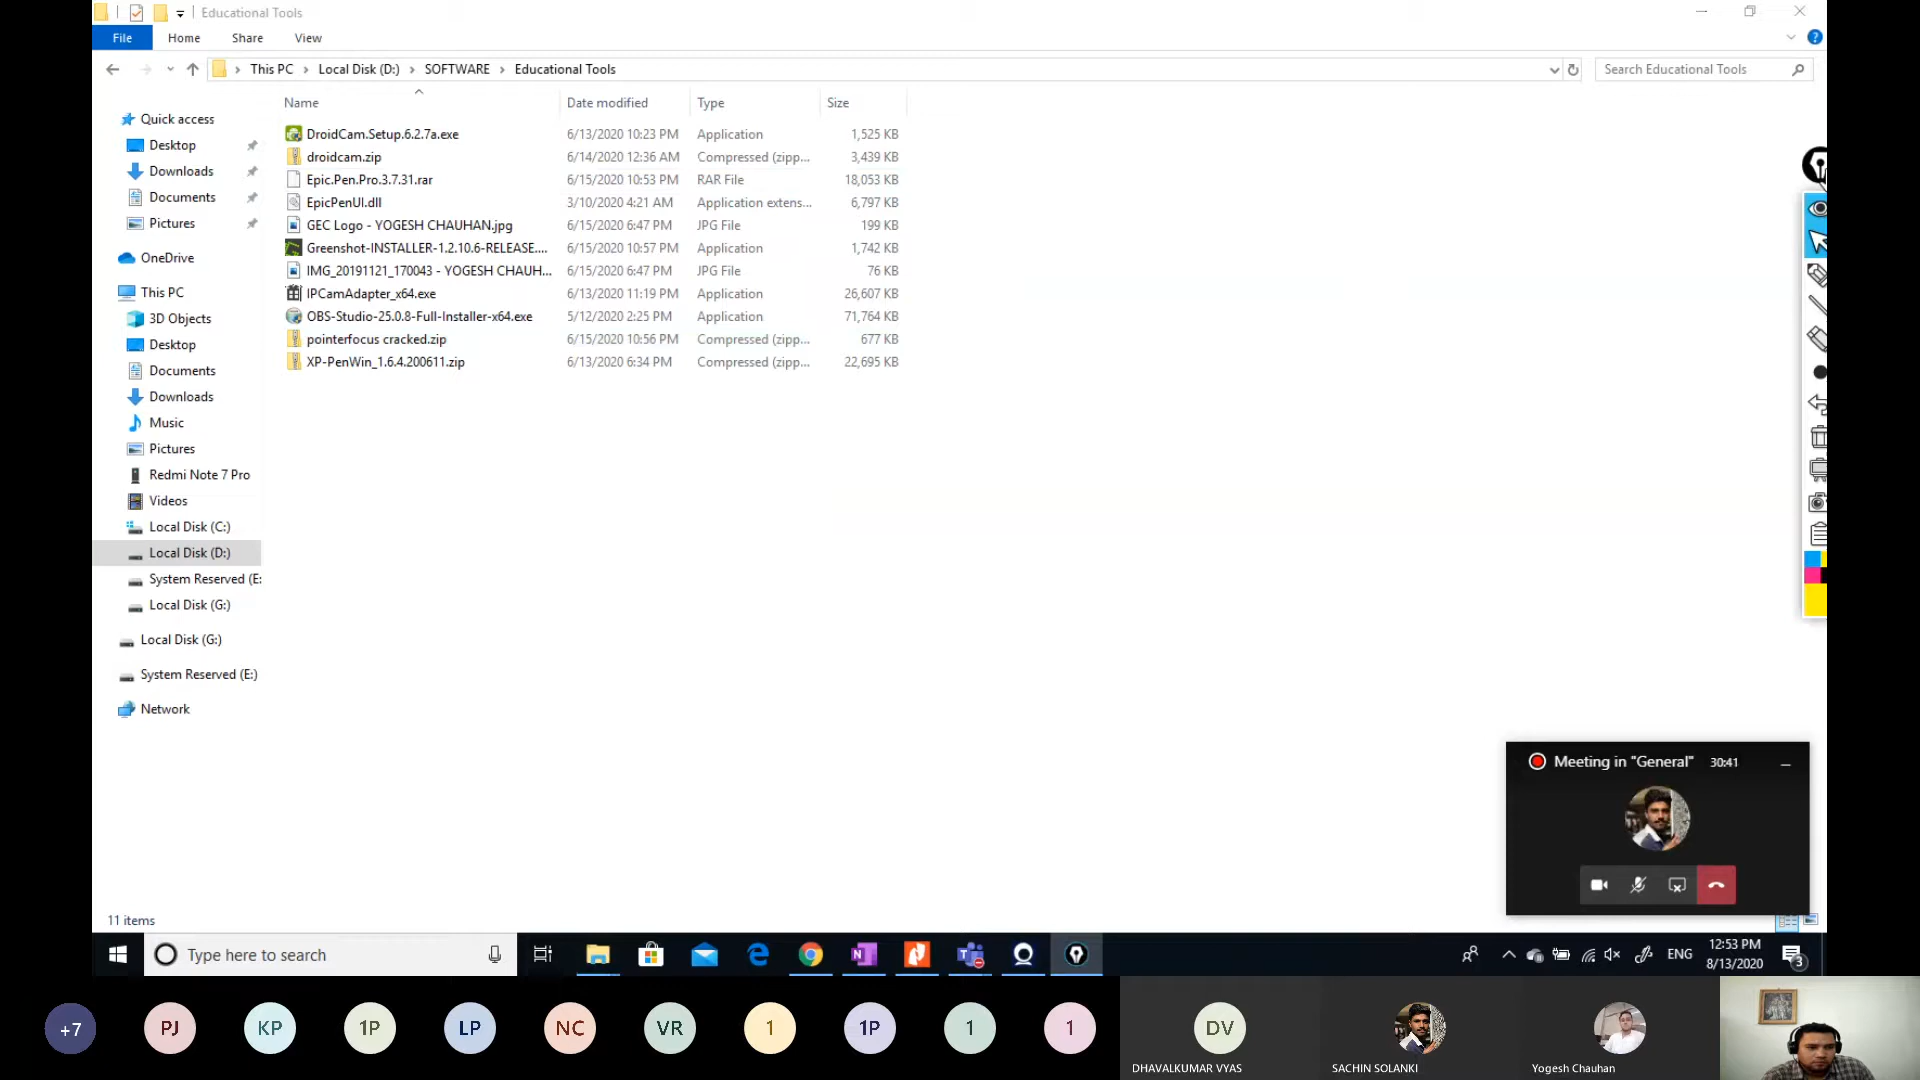 Educational Tools
File Home Share View
This PC Local Disk (D:) SOFTWARE Educational Tools
Search Educational Tools
Name Date modified Type Size
Quick access
Desktop
Downloads
Documents
Pictures
OneDrive
This PC
3D Objects
Desktop
Documents
Downloads
Music
Pictures
Redmi Note 7 Pro
Videos
Local Disk (C:)
Local Disk (D:)
System Reserved (E:
Local Disk (G:)
Local Disk (G:)
System Reserved (E:)
Network
DroidCam.Setup.6.2.7a.exe 6/13/2020 10:23 PM Application 1,525 KB
droidcam.zip 6/14/2020 12:36 AM Compressed (zipp... 3,439 KB
Epic.Pen.Pro.3.7.31.rar 6/15/2020 10:53 PM RAR File 18,053 KB
EpicPenUI.dll 3/10/2020 4:21 AM Application extens... 6,797 KB
GEC Logo - YOGESH CHAUHAN.jpg 6/15/2020 6:47 PM JPG File 199 KB
Greenshot-INSTALLER-1.2.10.6-RELEASE.... 6/15/2020 10:57 PM Application 1,742 KB
IMG_20191121_170043 - YOGESH CHAUH... 6/15/2020 6:47 PM JPG File 76 KB
IPCamAdapter_x64.exe 6/13/2020 11:19 PM Application 26,607 KB
OBS-Studio-25.0.8-Full-Installer-x64.exe 5/12/2020 2:25 PM Application 71,764 KB
pointerfocus cracked.zip 6/15/2020 10:56 PM Compressed (zipp... 677 KB
XP-PenWin_1.6.4.200611.zip 6/13/2020 6:34 PM Compressed (zipp... 22,695 KB
Meeting in "General" 30:41
11 items
Type here to search
ENG
12:53 PM
8/13/2020
3
+7 PJ KP 1P LP NC VR 1 1P 1 1 DV
DHAVALKUMAR VYAS SACHIN SOLANKI Yogesh Chauhan